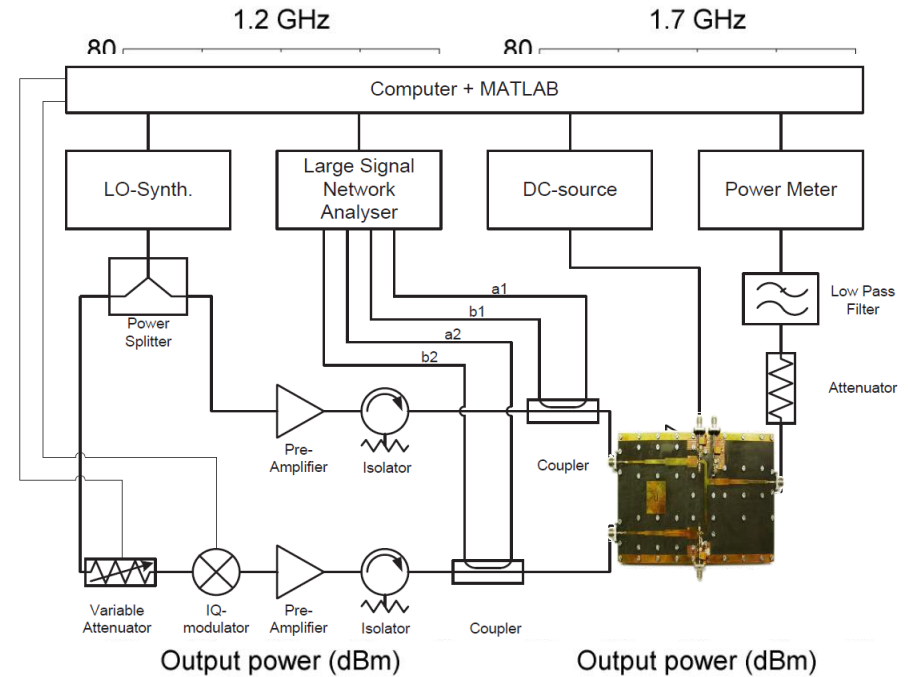 1.2 GHz 1.7 GHz
80 80
Computer + MATLAB
LO-Synth.
Large Signal
Network
Analyser
DC-source
Power Meter
Power
Splitter
a1
b1
a2
b2
Low Pass
Filter
Attenuator
Pre-
Amplifier
Isolator
Coupler
Variable
Attenuator
IQ-
modulator
Pre-
Amplifier
Isolator
Coupler
Output power (dBm) Output power (dBm)